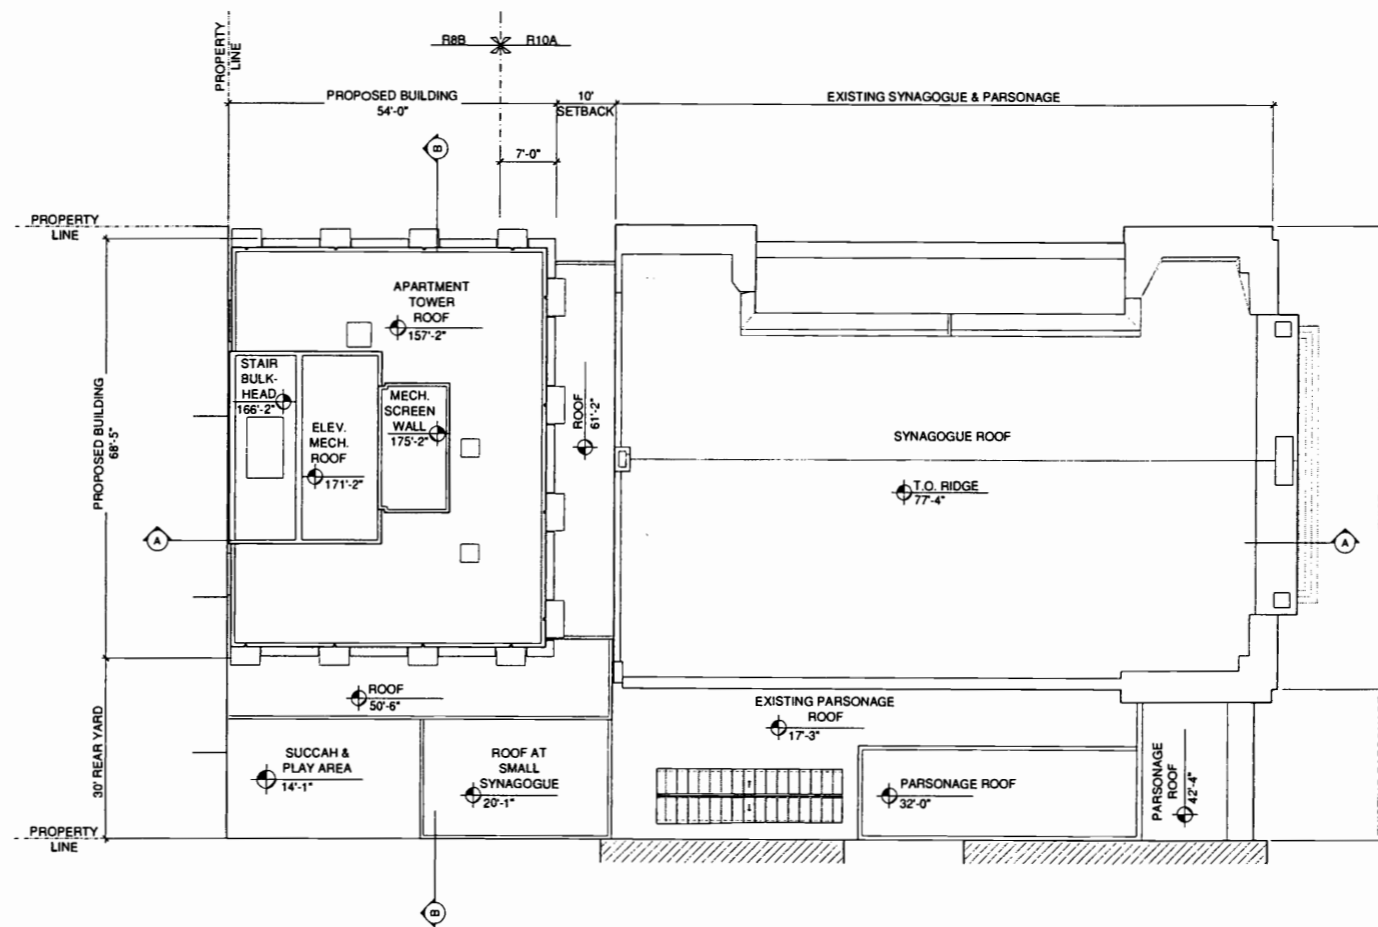 PROPERTY
LINE
R8B
R10A
PROPOSED BUILDING
54'-0"
10'
SETBACK
EXISTING SYNAGOGUE & PARSONAGE
B
7'-0"
PROPERTY
LINE
APARTMENT
TOWER
ROOF
157'-2"
STAIR
BULK-
HEAD
166'-2"
MECH.
SCREEN
WALL
175'-2"
ELEV.
MECH.
ROOF
171'-2"
ROOF
61'-2"
SYNAGOGUE ROOF
T.O. RIDGE
77'-4"
PROPOSED BUILDING
68'-5"
A
A
ROOF
50'-6"
EXISTING PARSONAGE
ROOF
17'-3"
30' REAR YARD
SUCCAH &
PLAY AREA
14'-1"
ROOF AT
SMALL
SYNAGOGUE
20'-1"
PARSONAGE ROOF
32'-0"
PARSONAGE
ROOF
42'-4"
PROPERTY
LINE
B